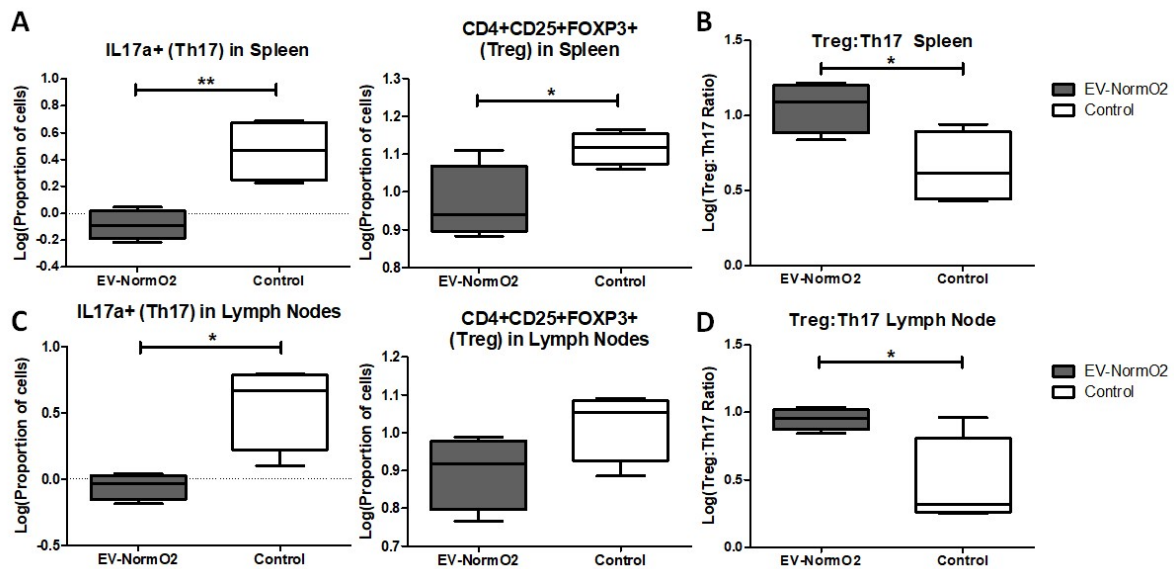 A
IL17a+ (Th17) in Spleen
Log(Proportion of cells)
1.0
0.8
0.6
0.4
0.2
0.0
-0.2
-0.4
**
EV-NormO2
Control
CD4+CD25+FOXP3+
(Treg) in Spleen
Log(Proportion of cells)
1.3
1.2
1.1
1.0
0.9
0.8
*
EV-NormO2
Control
B
Treg:Th17 Spleen
Log(Treg:Th17 Ratio)
1.5
1.0
0.5
1.0
*
EV-NormO2
Control
EV-NormO2
Control
C
IL17a+ (Th17) in Lymph Nodes
Log(Proportion of cells)
1.0
0.5
0.0
-0.5
*
EV-NormO2
Control
CD4+CD25+FOXP3+
(Treg) in Lymph Nodes
Log(Proportion of cells)
1.2
1.1
1.0
0.9
0.8
0.7
EV-NormO2
Control
D
Treg:Th17 Lymph Node
Log(Treg:Th17 Ratio)
1.5
1.0
0.5
0.0
*
EV-NormO2
Control
EV-NormO2
Control